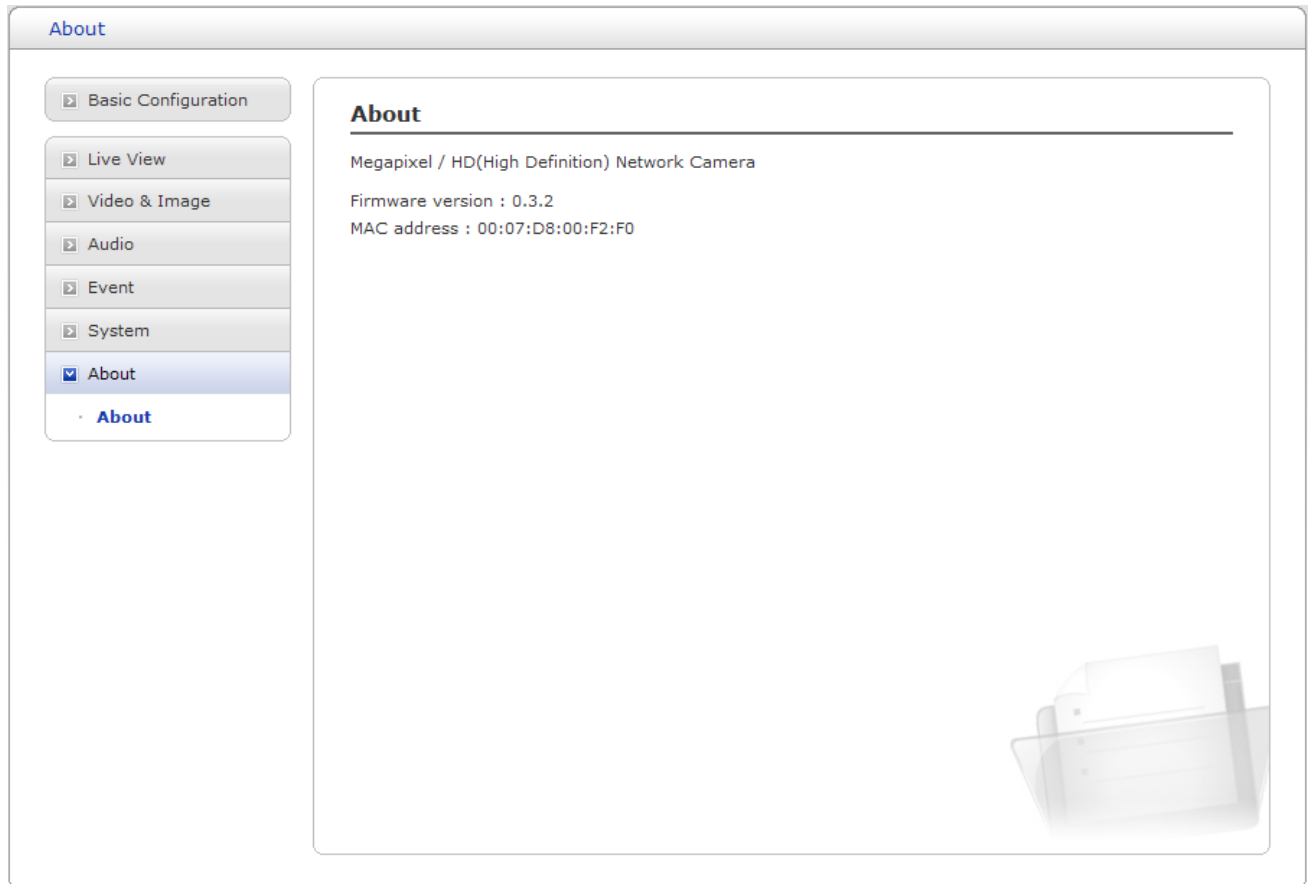 About
Basic Configuration
Live View
Video & Image
Audio
Event
System
About
About
About
Megapixel / HD(High Definition) Network Camera
Firmware version : 0.3.2
MAC address : 00:07:D8:00:F2:F0